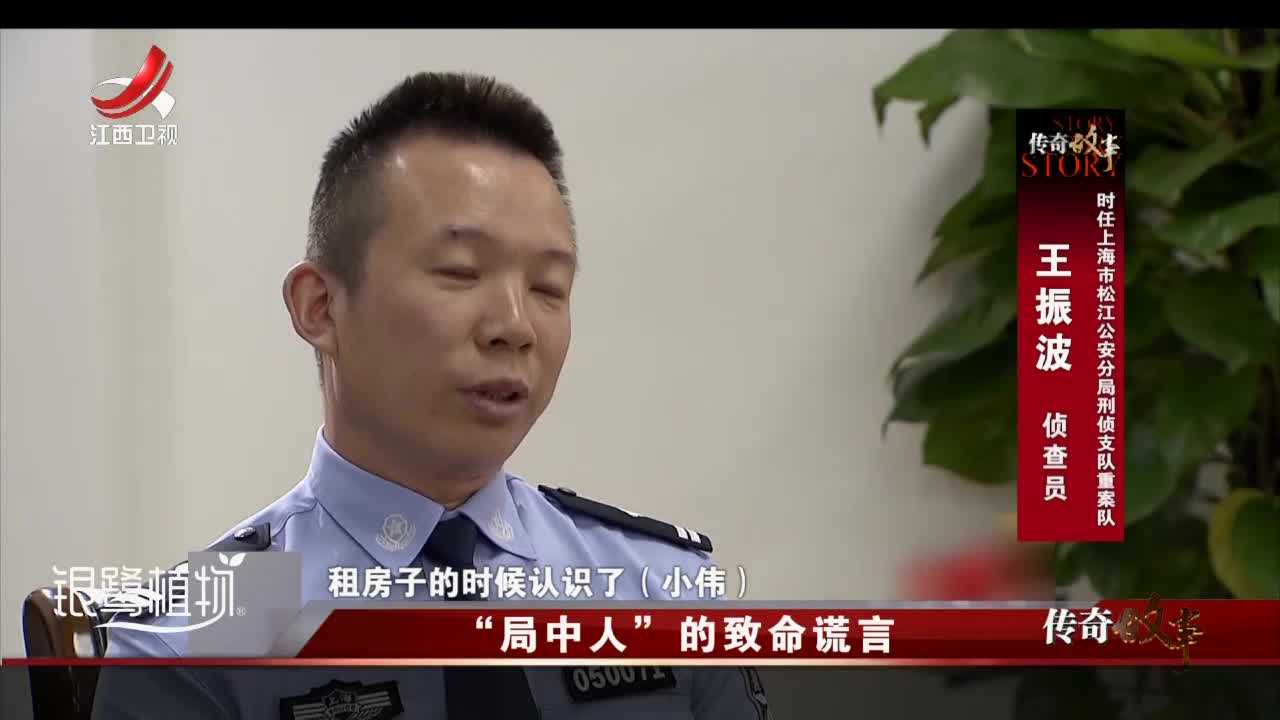 江西卫视
STORY
传奇故事
STORY
时任上海市松江公安分局刑侦支队重案队
王振波 侦查员
租房子的时候认识了（小伟）
银鹭植物
“局中人”的致命谎言
传奇故事
上海
050071